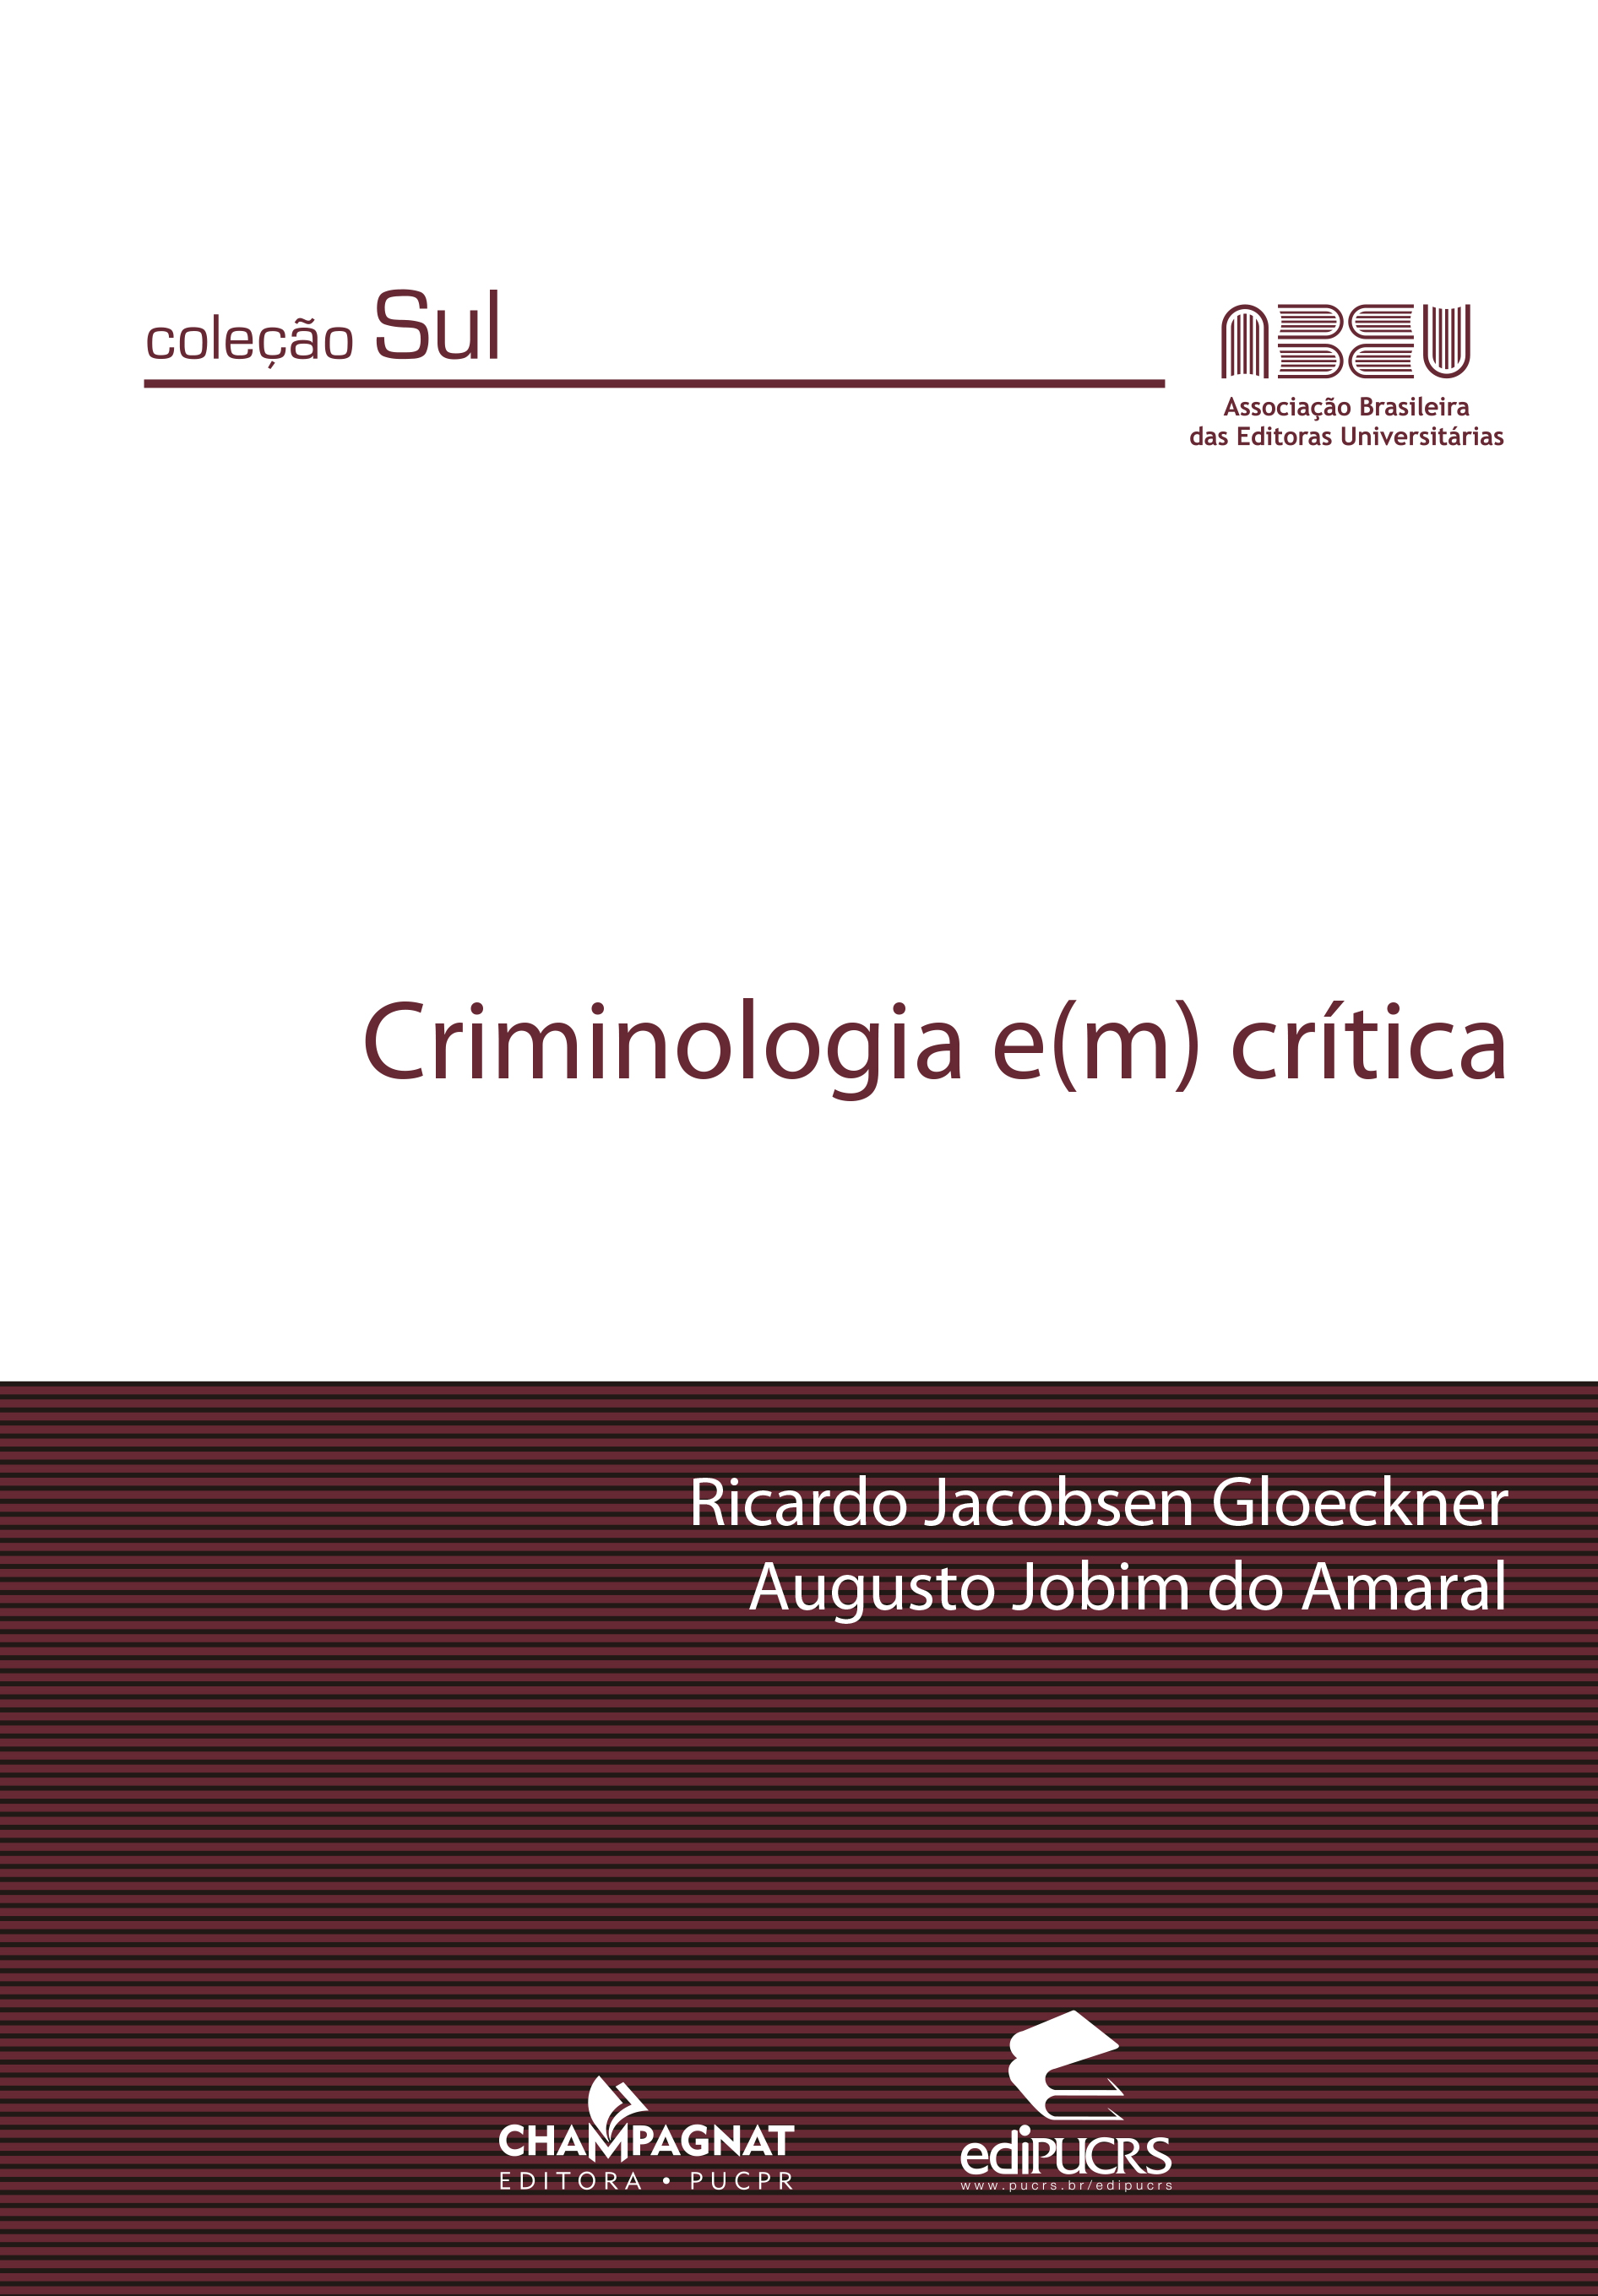 coleção Sul
ABEU
Associação Brasileira
das Editoras Universitárias
Criminologia e(m) crítica
Ricardo Jacobsen Gloeckner
Augusto Jobim do Amaral
CHAMPAGNAT
EDITORA • PUCPR
ediPUCRS
www.pucrs.br/edipucrs